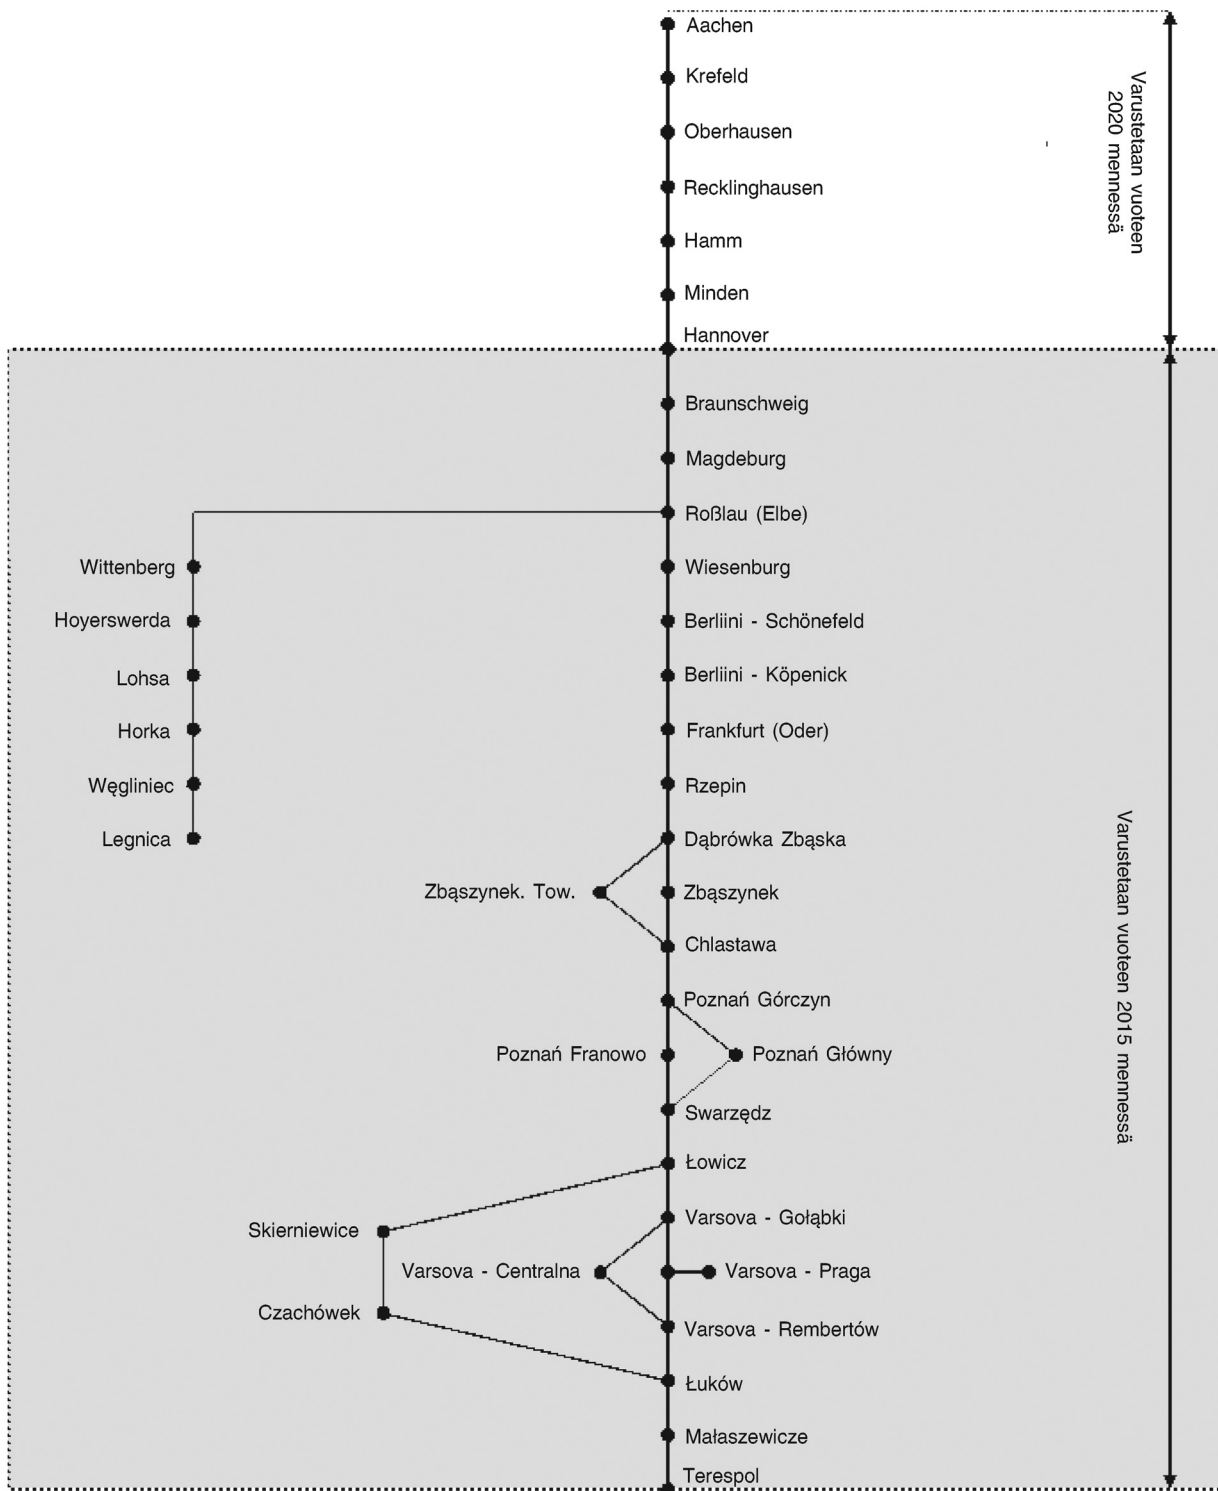 Aachen
Krefeld
Oberhausen
Recklinghausen
Hamm
Minden
Hannover
Varustetaan vuoteen
2020 mennessä
Braunschweig
Magdeburg
Roßlau (Elbe)
Wittenberg
Wiesenburg
Hoyerswerda
Berliini - Schönefeld
Lohsa
Berliini - Köpenick
Horka
Frankfurt (Oder)
Węgliniec
Rzepin
Legnica
Dąbrówka Zbąska
Zbąszynek. Tow.
Zbąszynek
Chlastawa
Poznań Górczyn
Poznań Franowo
Poznań Główny
Swarzędz
Łowicz
Varsova - Gołąbki
Skierniewice
Varsova - Centralna
Varsova - Praga
Czachówek
Varsova - Rembertów
Łuków
Małaszewicze
Terespol
Varustetaan vuoteen 2015 mennessä